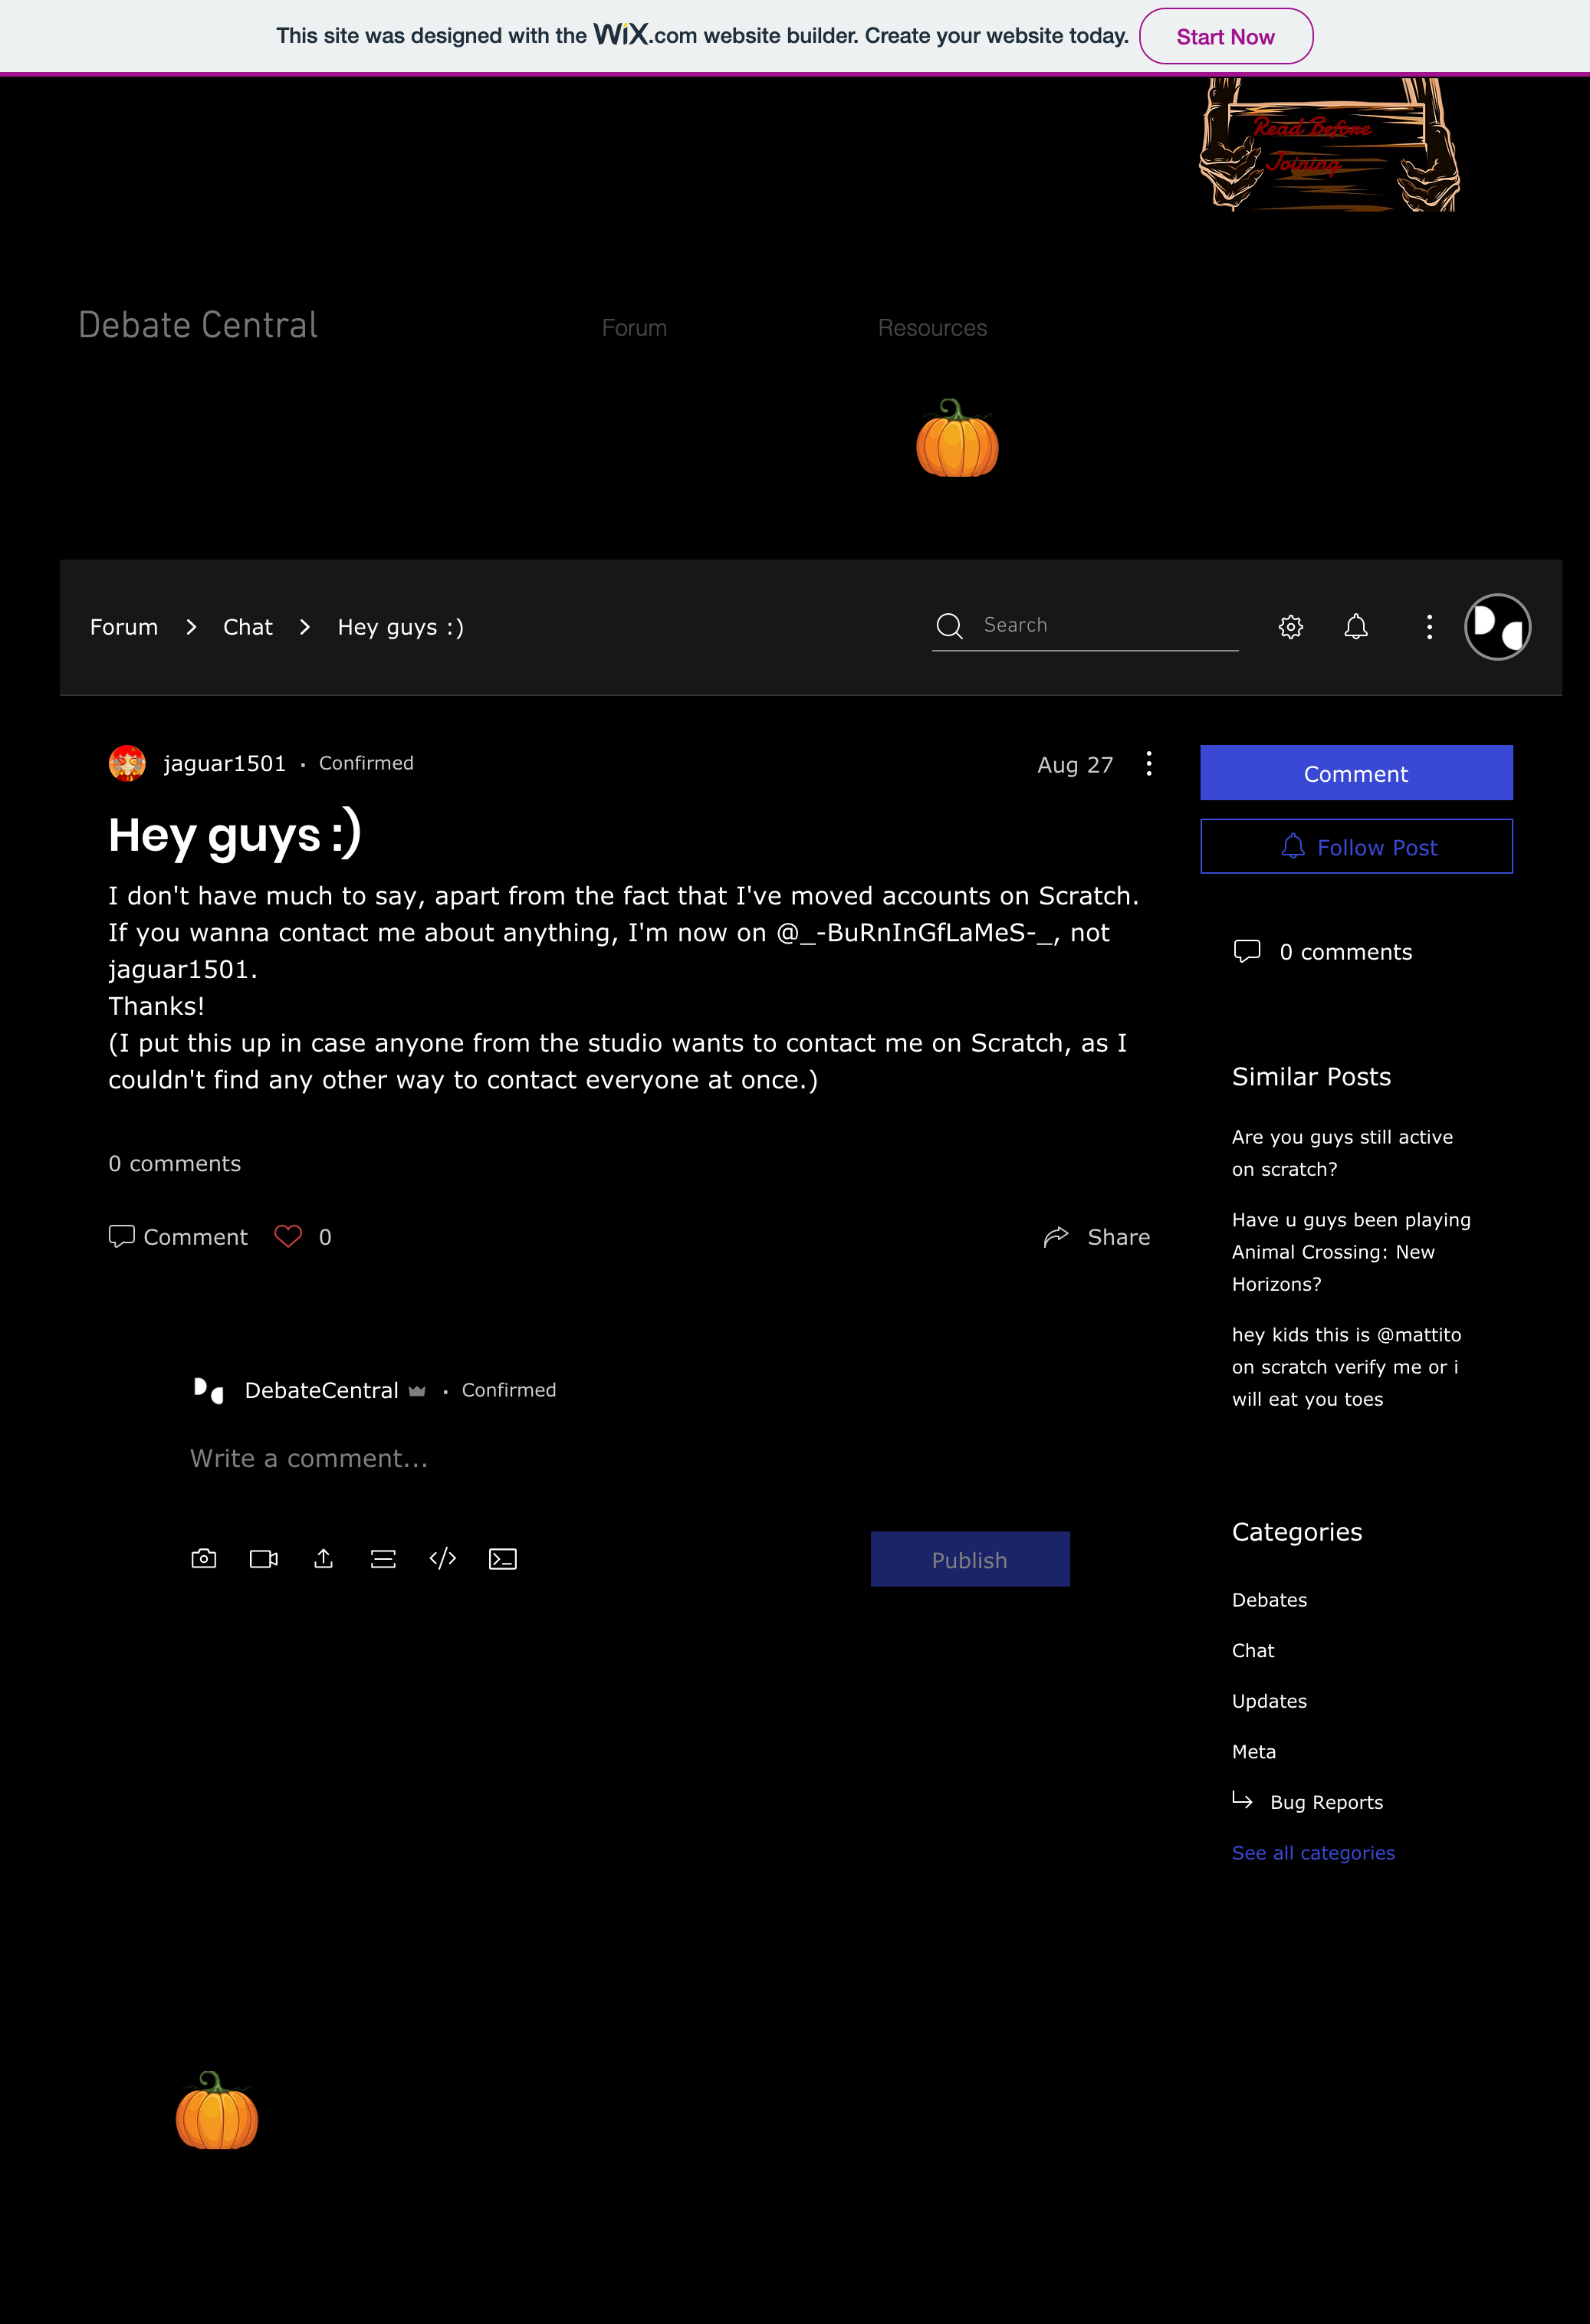 This site was designed with the WiX.com website builder. Create your website today.
Start Now
Read Before
Joining
Debate Central
Forum
Resources
Forum > Chat > Hey guys :)
Search
jaguar1501 · Confirmed
Aug 27
Hey guys :)
I don't have much to say, apart from the fact that I've moved accounts on Scratch.
If you wanna contact me about anything, I'm now on @_-BuRnInGfLaMeS-_, not
jaguar1501.
Thanks!
(I put this up in case anyone from the studio wants to contact me on Scratch, as I
couldn't find any other way to contact everyone at once.)
0 comments
Comment
0
Share
DebateCentral · Confirmed
Write a comment...
Publish
Comment
Follow Post
0 comments
Similar Posts
Are you guys still active
on scratch?
Have u guys been playing
Animal Crossing: New
Horizons?
hey kids this is @mattito
on scratch verify me or i
will eat you toes
Categories
Debates
Chat
Updates
Meta
Bug Reports
See all categories